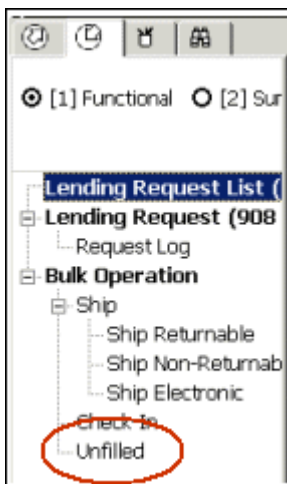 [1] Functional [2] Sur
Lending Request List (
Lending Request (908
Request Log
Bulk Operation
Ship
Ship Returnable
Ship Non-Returnab
Ship Electronic
Check In
Unfilled